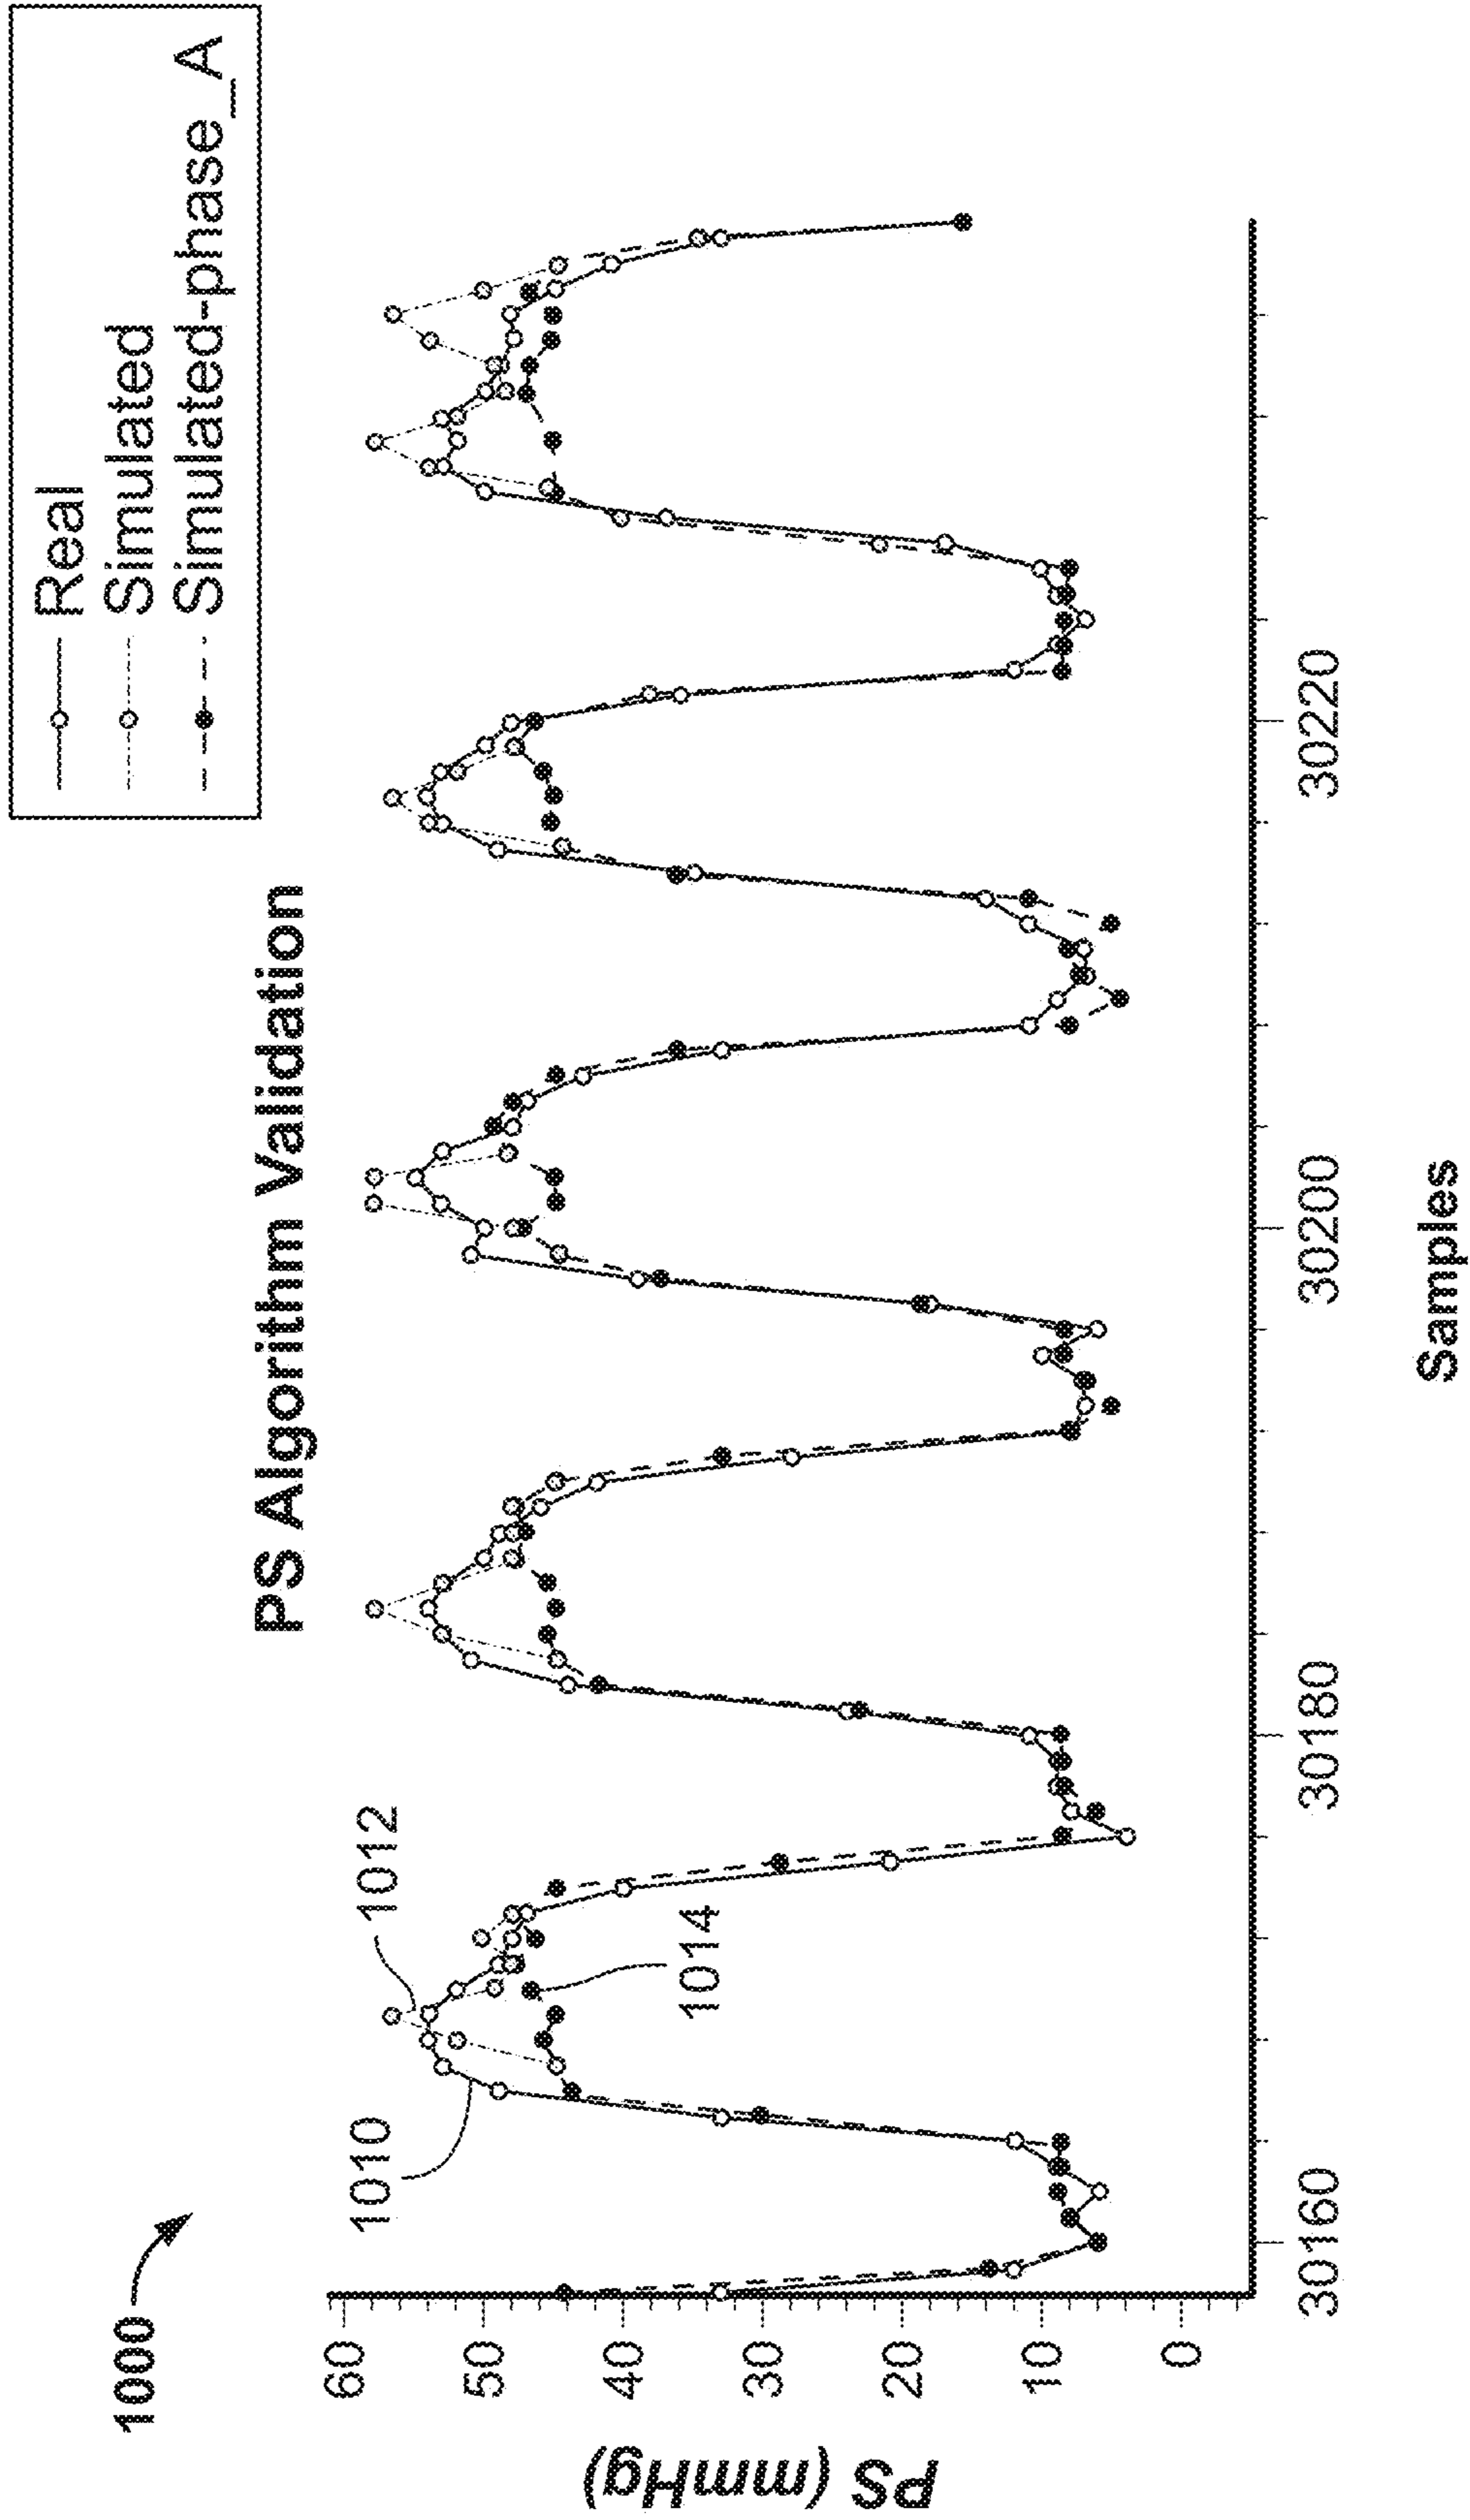 1000
PS Algorithm Validation
Real
Simulated
Simulated-phase_A
PS (mmHg)
60
50
40
30
20
10
0
1010
1012
1014
30160
30180
30200
30220
Samples